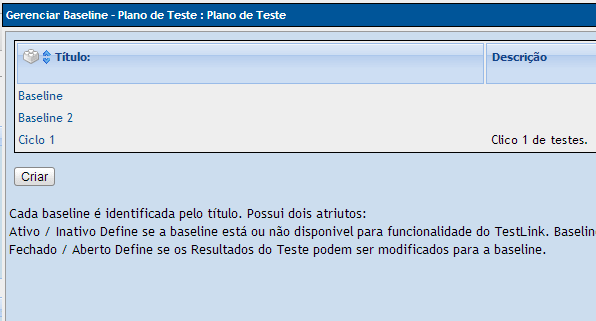 Gerenciar Baseline - Plano de Teste : Plano de Teste
Título: Descrição
Baseline
Baseline 2
Ciclo 1 Clico 1 de testes.
Criar
Cada baseline é identificada pelo título. Possui dois atriutos:
Ativo / Inativo Define se a baseline está ou não disponivel para funcionalidade do TestLink. Baselin
Fechado / Aberto Define se os Resultados do Teste podem ser modificados para a baseline.